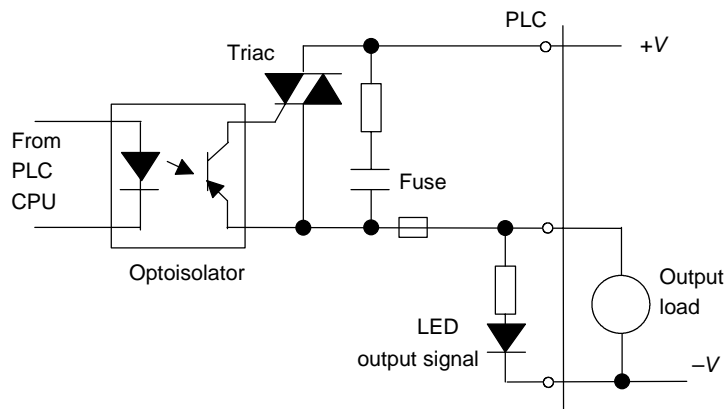 PLC
+V
Triac
From
PLC
CPU
Fuse
Optoisolator
Output
load
LED
output signal
–V